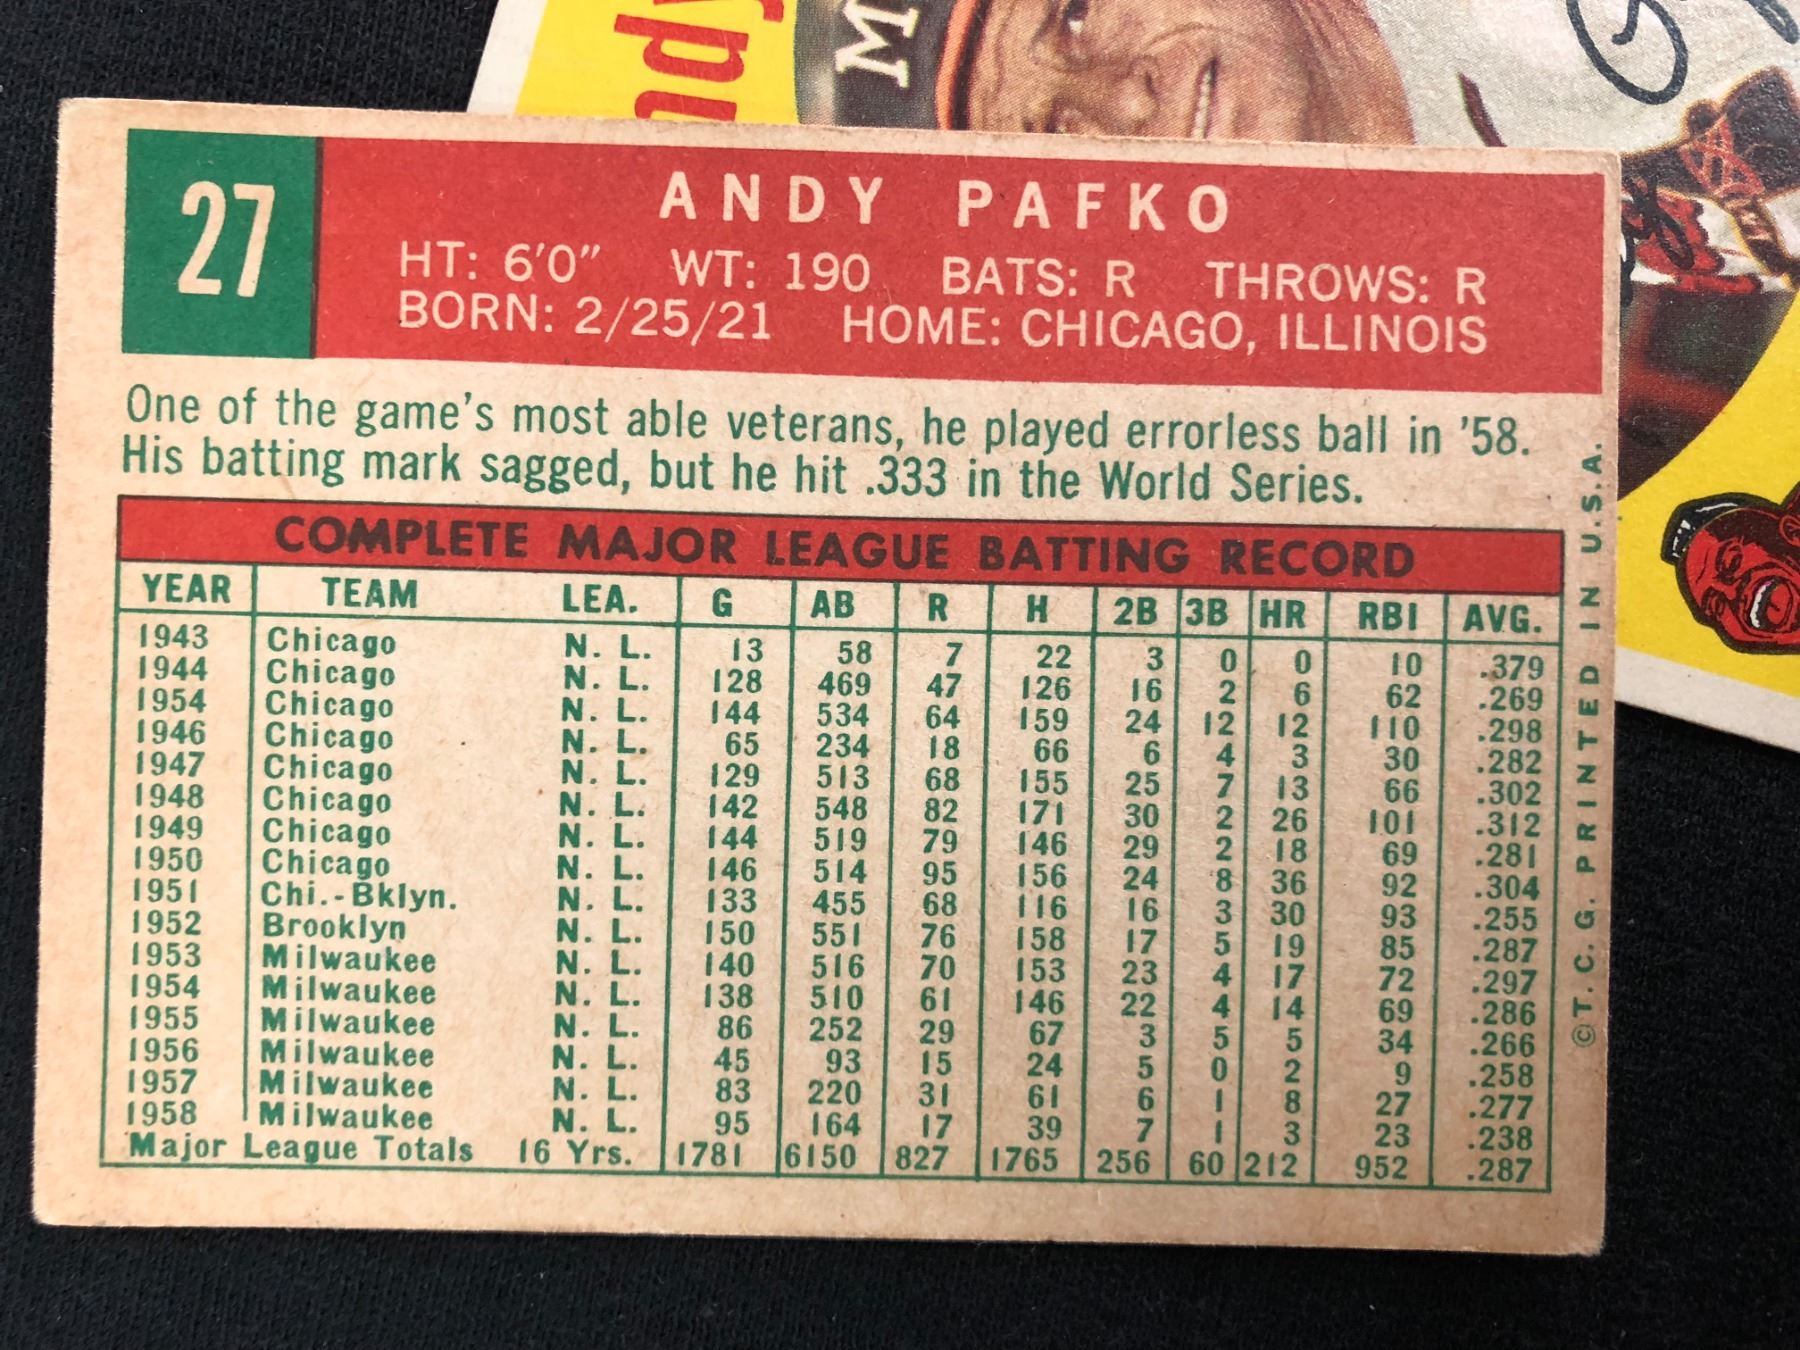 ndy
M
27
ANDY PAFKO
HT: 6'0" WT: 190 BATS: R THROWS: R
BORN: 2/25/21 HOME: CHICAGO, ILLINOIS
One of the game's most able veterans, he played errorless ball in '58.
His batting mark sagged, but he hit .333 in the World Series.
COMPLETE MAJOR LEAGUE BATTING RECORD
YEAR TEAM LEA. G AB R H 2B 3B HR RBI AVG.
1943 Chicago N. L. 13 58 7 22 3 0 0 10 .379
1944 Chicago N. L. 128 469 47 126 16 2 6 62 .269
1954 Chicago N. L. 144 534 64 159 24 12 12 110 .298
1946 Chicago N. L. 65 234 18 66 6 4 3 30 .282
1947 Chicago N. L. 129 513 68 155 25 7 13 66 .302
1948 Chicago N. L. 142 548 82 171 30 2 26 101 .312
1949 Chicago N. L. 144 519 79 146 29 2 18 69 .281
1950 Chicago N. L. 146 514 95 156 24 8 36 92 .304
1951 Chi.-Bklyn. N. L. 133 455 68 116 16 3 30 93 .255
1952 Brooklyn N. L. 150 551 76 158 17 5 19 85 .287
1953 Milwaukee N. L. 140 516 70 153 23 4 17 72 .297
1954 Milwaukee N. L. 138 510 61 146 22 4 14 69 .286
1955 Milwaukee N. L. 86 252 29 67 3 5 5 34 .266
1956 Milwaukee N. L. 45 93 15 24 5 0 2 9 .258
1957 Milwaukee N. L. 83 220 31 61 6 1 8 27 .277
1958 Milwaukee N. L. 95 164 17 39 7 1 3 23 .238
Major League Totals 16 Yrs. 1781 6150 827 1765 256 60 212 952 .287
©T. C. G. PRINTED IN U.S.A.